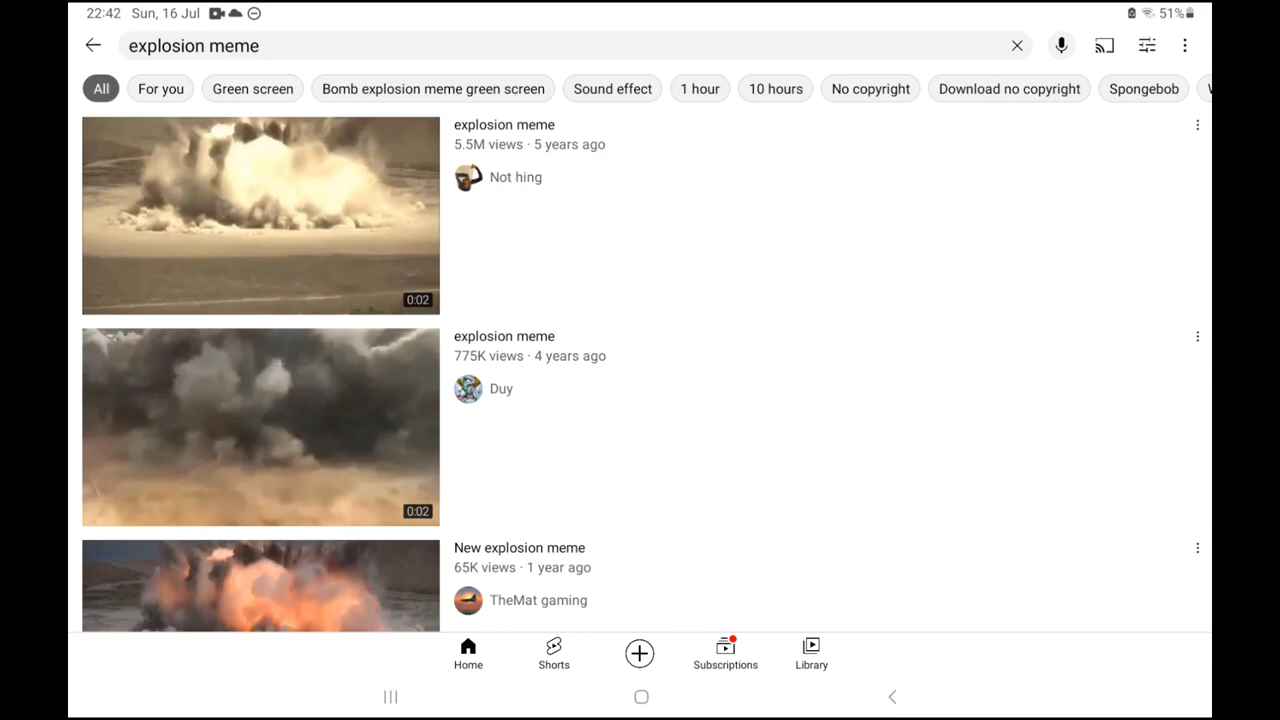 22:42 Sun, 16 Jul
51%
explosion meme
All For you Green screen Bomb explosion meme green screen Sound effect 1 hour 10 hours No copyright Download no copyright Spongebob
explosion meme
5.5M views · 5 years ago
Not hing
0:02
explosion meme
775K views · 4 years ago
Duy
0:02
New explosion meme
65K views · 1 year ago
TheMat gaming
Home Shorts Subscriptions Library